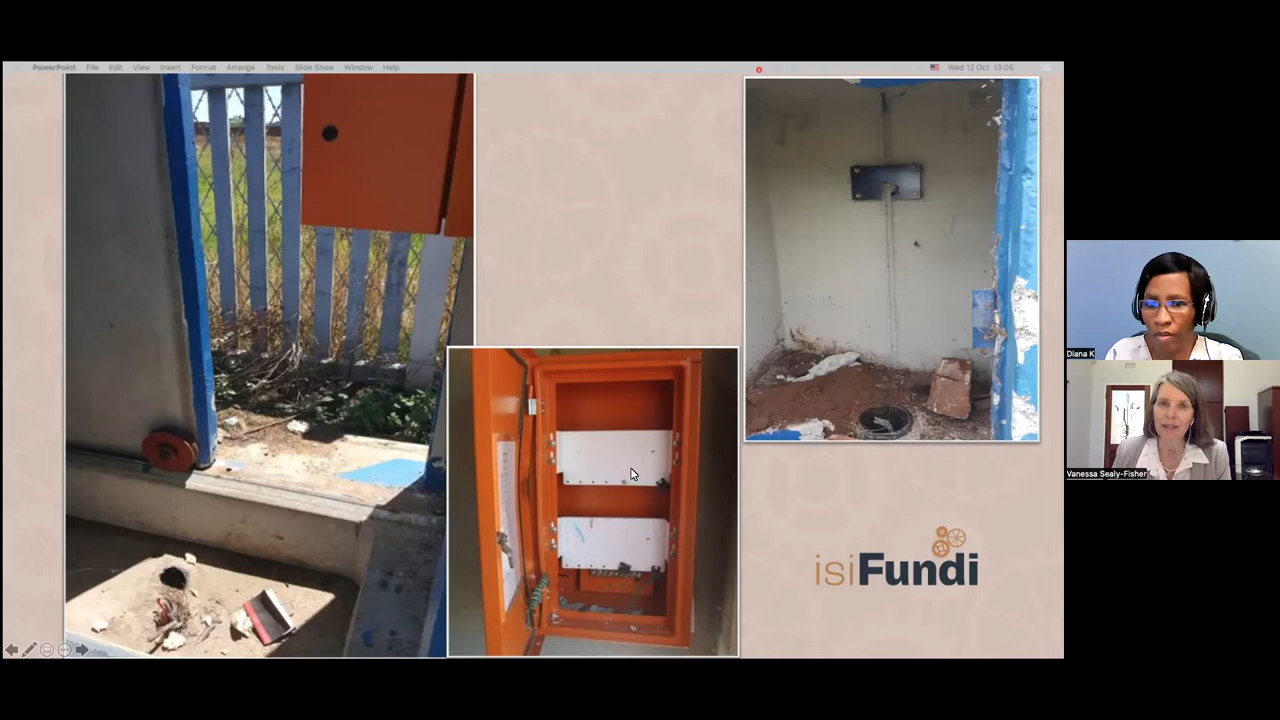 PowerPoint File Edit View Insert Format Arrange Tools Slide Show Window Help
Wed 12 Oct 13:05
isiFundi
Diana K
Vanessa Sealy-Fisher